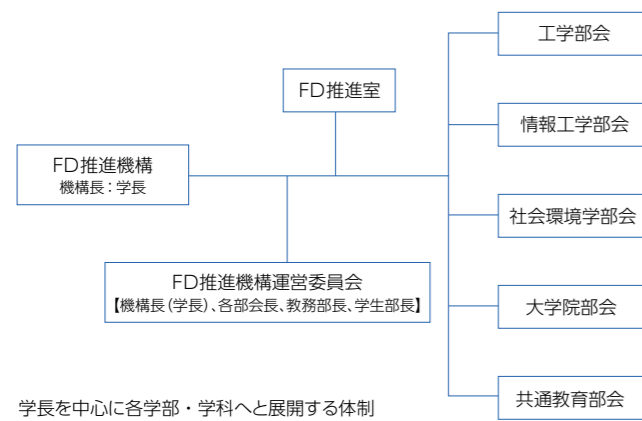 工学部会
FD推進室
情報工学部会
FD推進機構
機構長：学長
社会環境学部会
FD推進機構運営委員会
【機構長（学長）、各部会長、教務部長、学生部長】
大学院部会
共通教育部会
学長を中心に各学部・学科へと展開する体制